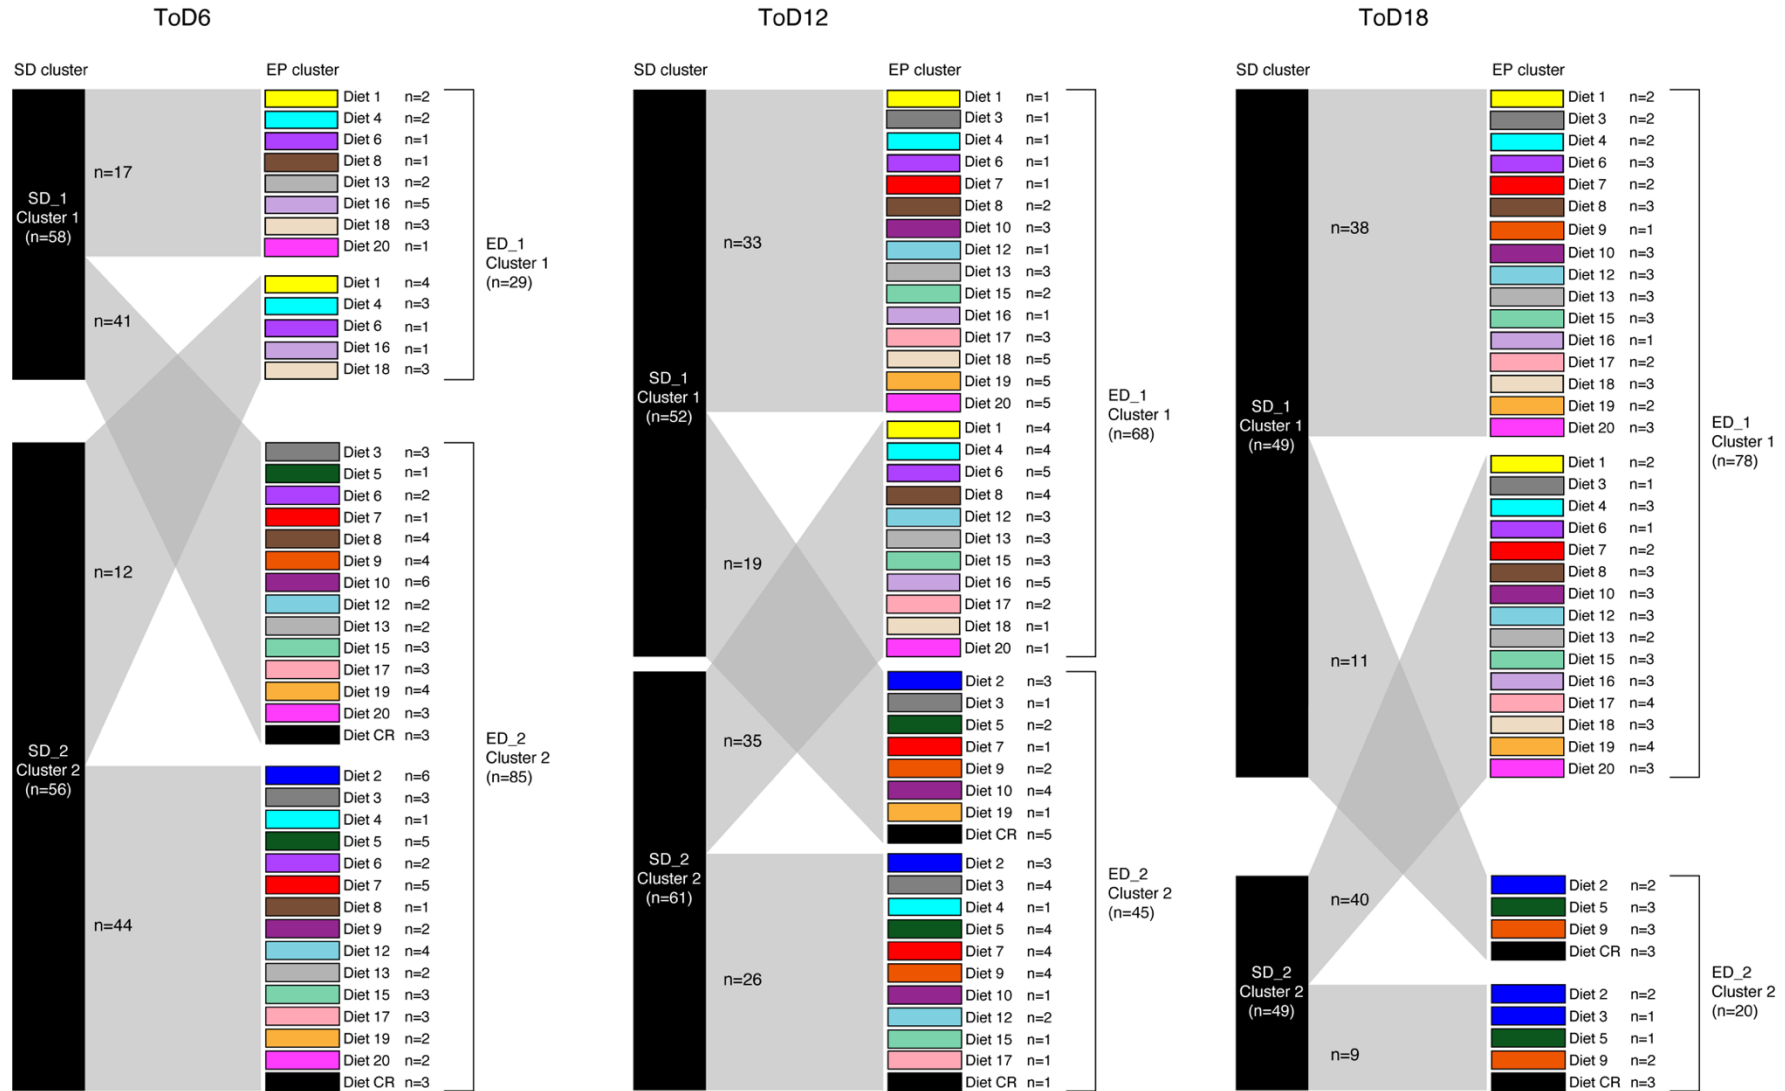 ToD6
SD cluster
EP cluster
SD_1
Cluster 1
(n=58)
SD_2
Cluster 2
(n=56)
n=17
n=41
n=12
n=44
Diet 1 n=2
Diet 4 n=2
Diet 6 n=1
Diet 8 n=1
Diet 13 n=2
Diet 16 n=5
Diet 18 n=3
Diet 20 n=1
Diet 1 n=4
Diet 4 n=3
Diet 6 n=1
Diet 16 n=1
Diet 18 n=3
Diet 3 n=3
Diet 5 n=1
Diet 6 n=2
Diet 7 n=1
Diet 8 n=4
Diet 9 n=4
Diet 10 n=6
Diet 12 n=2
Diet 13 n=2
Diet 15 n=3
Diet 17 n=3
Diet 19 n=4
Diet 20 n=3
Diet CR n=3
Diet 2 n=6
Diet 3 n=3
Diet 4 n=1
Diet 5 n=5
Diet 6 n=2
Diet 7 n=5
Diet 8 n=1
Diet 9 n=2
Diet 12 n=4
Diet 13 n=2
Diet 15 n=3
Diet 17 n=3
Diet 19 n=2
Diet 20 n=2
Diet CR n=3
ED_1
Cluster 1
(n=29)
ED_2
Cluster 2
(n=85)
ToD12
SD cluster
EP cluster
SD_1
Cluster 1
(n=52)
SD_2
Cluster 2
(n=61)
n=33
n=19
n=35
n=26
Diet 1 n=1
Diet 3 n=1
Diet 4 n=1
Diet 6 n=1
Diet 7 n=1
Diet 8 n=2
Diet 10 n=3
Diet 12 n=1
Diet 13 n=3
Diet 15 n=2
Diet 16 n=1
Diet 17 n=3
Diet 18 n=5
Diet 19 n=5
Diet 20 n=5
Diet 1 n=4
Diet 4 n=4
Diet 6 n=5
Diet 8 n=4
Diet 12 n=3
Diet 13 n=3
Diet 15 n=3
Diet 16 n=5
Diet 17 n=2
Diet 18 n=1
Diet 20 n=1
Diet 2 n=3
Diet 3 n=1
Diet 5 n=2
Diet 7 n=1
Diet 9 n=2
Diet 10 n=4
Diet 19 n=1
Diet CR n=5
Diet 2 n=3
Diet 3 n=4
Diet 4 n=1
Diet 5 n=4
Diet 7 n=4
Diet 9 n=4
Diet 10 n=1
Diet 12 n=2
Diet 15 n=1
Diet 17 n=1
Diet CR n=1
ED_1
Cluster 1
(n=68)
ED_2
Cluster 2
(n=45)
ToD18
SD cluster
EP cluster
SD_1
Cluster 1
(n=49)
SD_2
Cluster 2
(n=49)
n=38
n=11
n=40
n=9
Diet 1 n=2
Diet 3 n=2
Diet 4 n=2
Diet 6 n=3
Diet 7 n=2
Diet 8 n=3
Diet 9 n=1
Diet 10 n=3
Diet 12 n=3
Diet 13 n=3
Diet 15 n=3
Diet 16 n=1
Diet 17 n=2
Diet 18 n=3
Diet 19 n=2
Diet 20 n=3
Diet 1 n=2
Diet 3 n=1
Diet 4 n=3
Diet 6 n=1
Diet 7 n=2
Diet 8 n=3
Diet 10 n=3
Diet 12 n=3
Diet 13 n=2
Diet 15 n=3
Diet 16 n=3
Diet 17 n=4
Diet 18 n=3
Diet 19 n=4
Diet 20 n=3
Diet 2 n=2
Diet 5 n=3
Diet 9 n=3
Diet CR n=3
Diet 2 n=2
Diet 3 n=1
Diet 5 n=1
Diet 9 n=2
Diet CR n=3
ED_1
Cluster 1
(n=78)
ED_2
Cluster 2
(n=20)